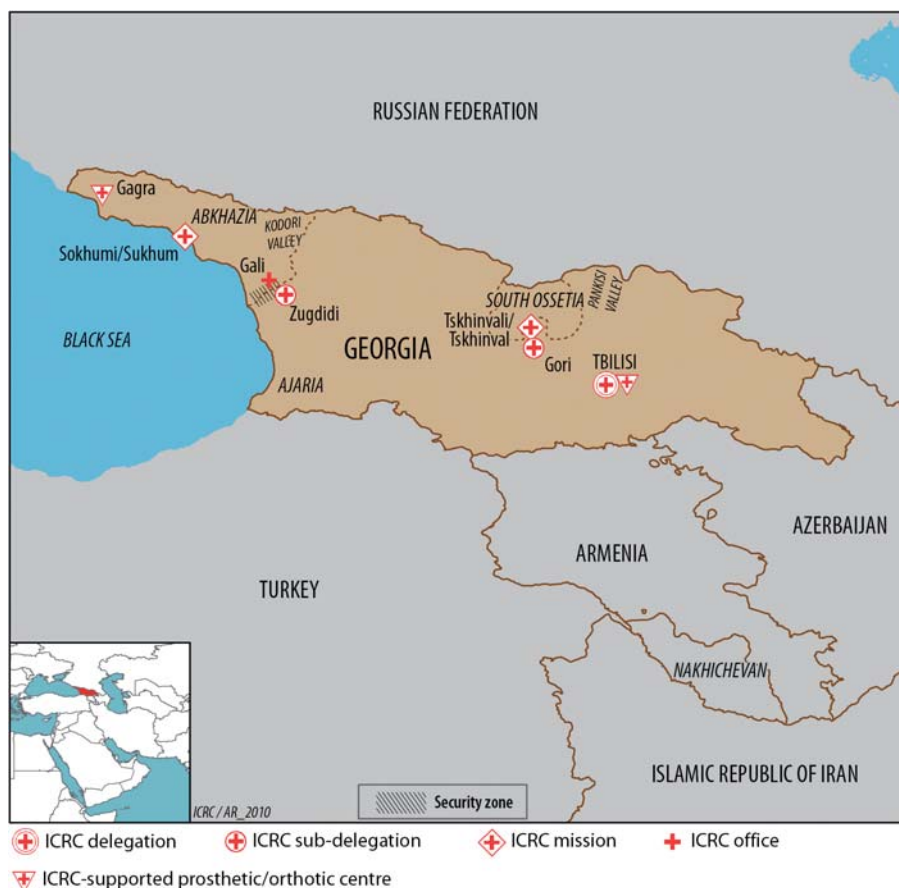 RUSSIAN FEDERATION
Gagra
ABKHAZIA
KODORI
VALLEY
Sokhumi/Sukhum
Gali
Zugdidi
SOUTH OSSETIA
PANKISI
VALLEY
Tskhinvali/
Tskhinval
BLACK SEA
GEORGIA
Gori
TBILISI
AJARIA
AZERBAIJAN
ARMENIA
TURKEY
NAKHICHEVAN
ISLAMIC REPUBLIC OF IRAN
ICRC / AR_2010
Security zone
ICRC delegation
ICRC sub-delegation
ICRC mission
ICRC office
ICRC-supported prosthetic/orthotic centre